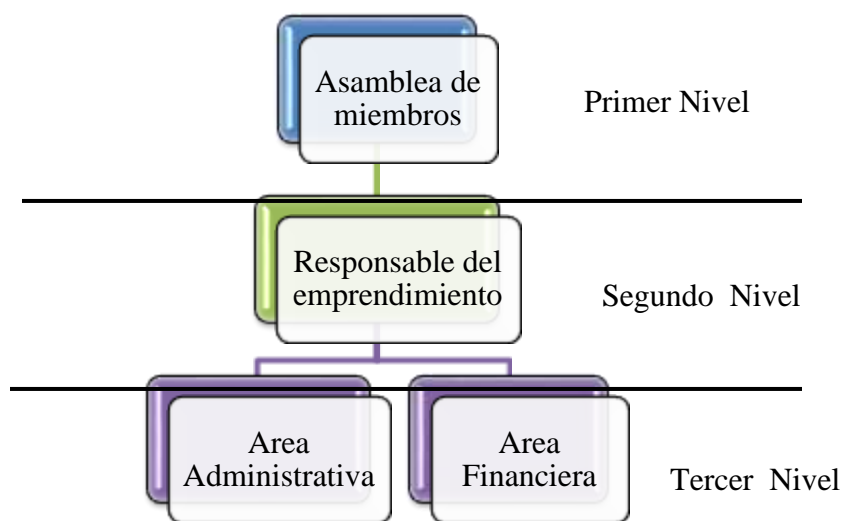 Asamblea de
miembros
Primer Nivel
Responsable del
emprendimiento
Segundo Nivel
Area
Administrativa
Area
Financiera
Tercer Nivel